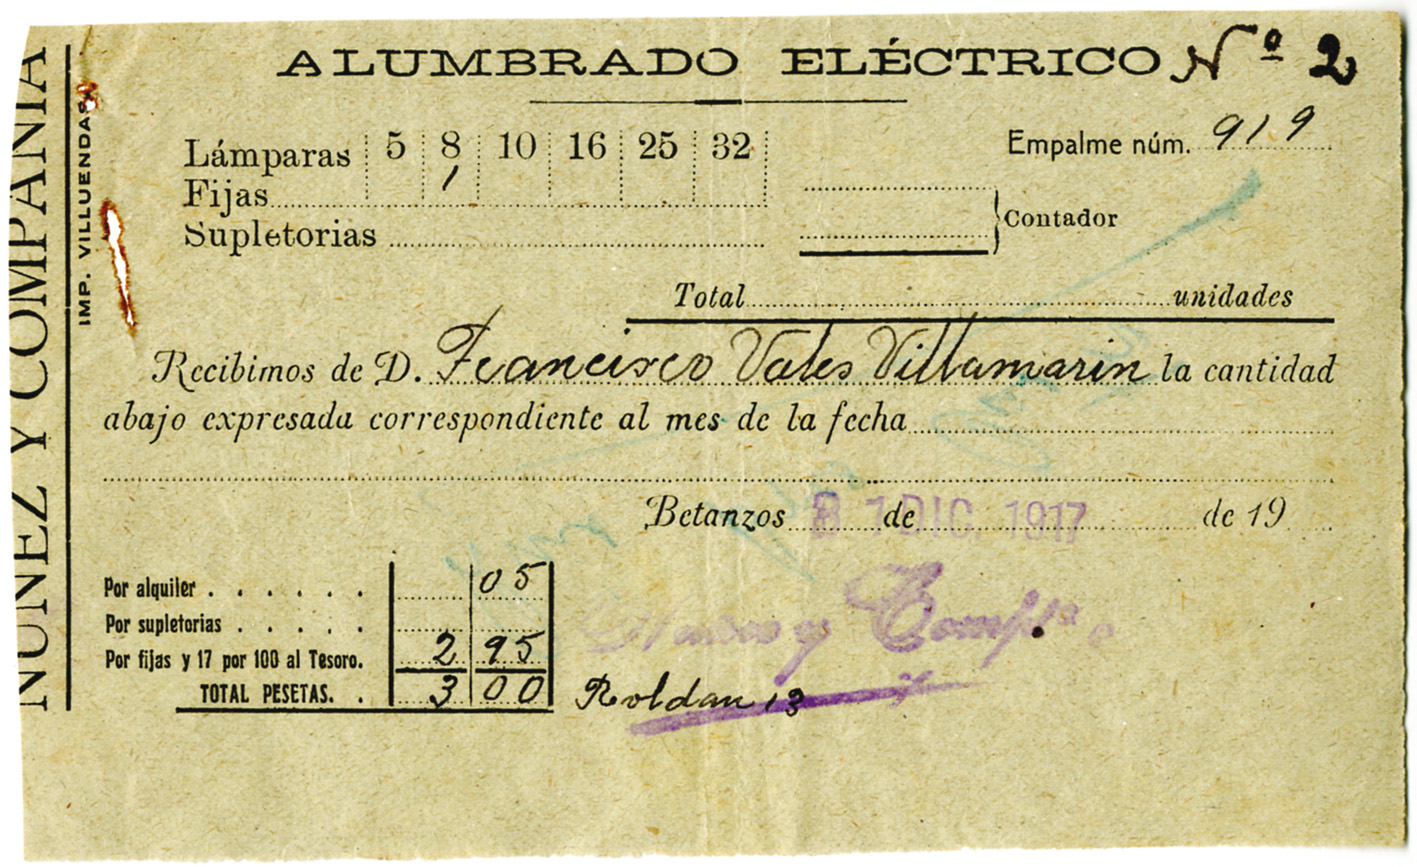 NÚÑEZ Y COMPAÑIA
IMP. VILLUENDAS
ALUMBRADO ELÉCTRICO Nº 2
Lámparas 5 8 10 16 25 32
Empalme núm. 919
Fijas 1
Supletorias
Contador
Total unidades
Recibimos de D. Francisco Vales Villamarin la cantidad
abajo expresada correspondiente al mes de la fecha
Betanzos 31 DIC. 1917 de de 19
Por alquiler . . . . . . 05
Por supletorias . . . . .
Por fijas y 17 por 100 al Tesoro. 2 95
TOTAL PESETAS. . 3 00
Nuñez y Compª
Roldan 13